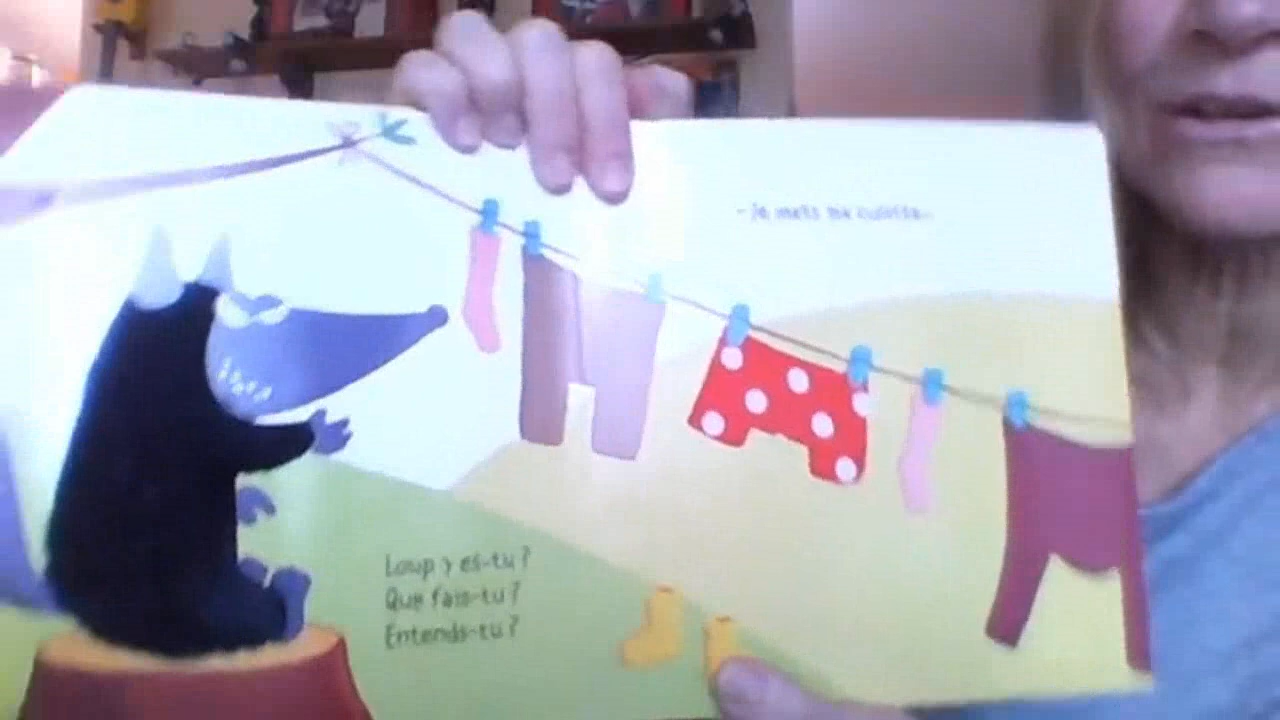 Loup y es-tu ?
Que fais-tu ?
Entends-tu ?
- Je mets ma culotte...